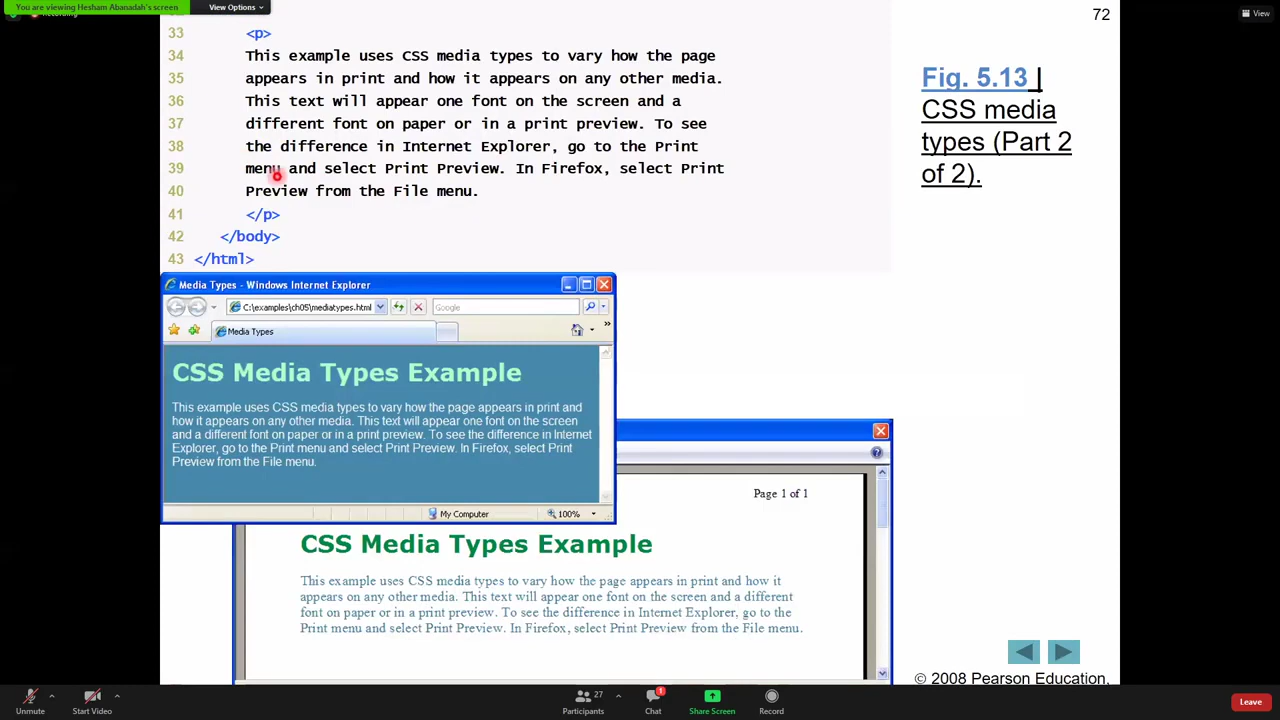 You are viewing Hesham Abanadah's screen
View Options
View
72
33 <p>
34 This example uses CSS media types to vary how the page
35 appears in print and how it appears on any other media.
36 This text will appear one font on the screen and a
37 different font on paper or in a print preview. To see
38 the difference in Internet Explorer, go to the Print
39 menu and select Print Preview. In Firefox, select Print
40 Preview from the File menu.
41 </p>
42 </body>
43 </html>
Fig. 5.13 |
CSS media
types (Part 2
of 2).
Media Types - Windows Internet Explorer
C:\examples\ch05\mediatypes.html
Google
Media Types
CSS Media Types Example
This example uses CSS media types to vary how the page appears in print and
how it appears on any other media. This text will appear one font on the screen
and a different font on paper or in a print preview. To see the difference in Internet
Explorer, go to the Print menu and select Print Preview. In Firefox, select Print
Preview from the File menu.
My Computer
100%
Page 1 of 1
CSS Media Types Example
This example uses CSS media types to vary how the page appears in print and how it
appears on any other media. This text will appear one font on the screen and a different
font on paper or in a print preview. To see the difference in Internet Explorer, go to the
Print menu and select Print Preview. In Firefox, select Print Preview from the File menu.
© 2008 Pearson Education,
Unmute
Start Video
27
Participants
1
Chat
Share Screen
Record
Leave